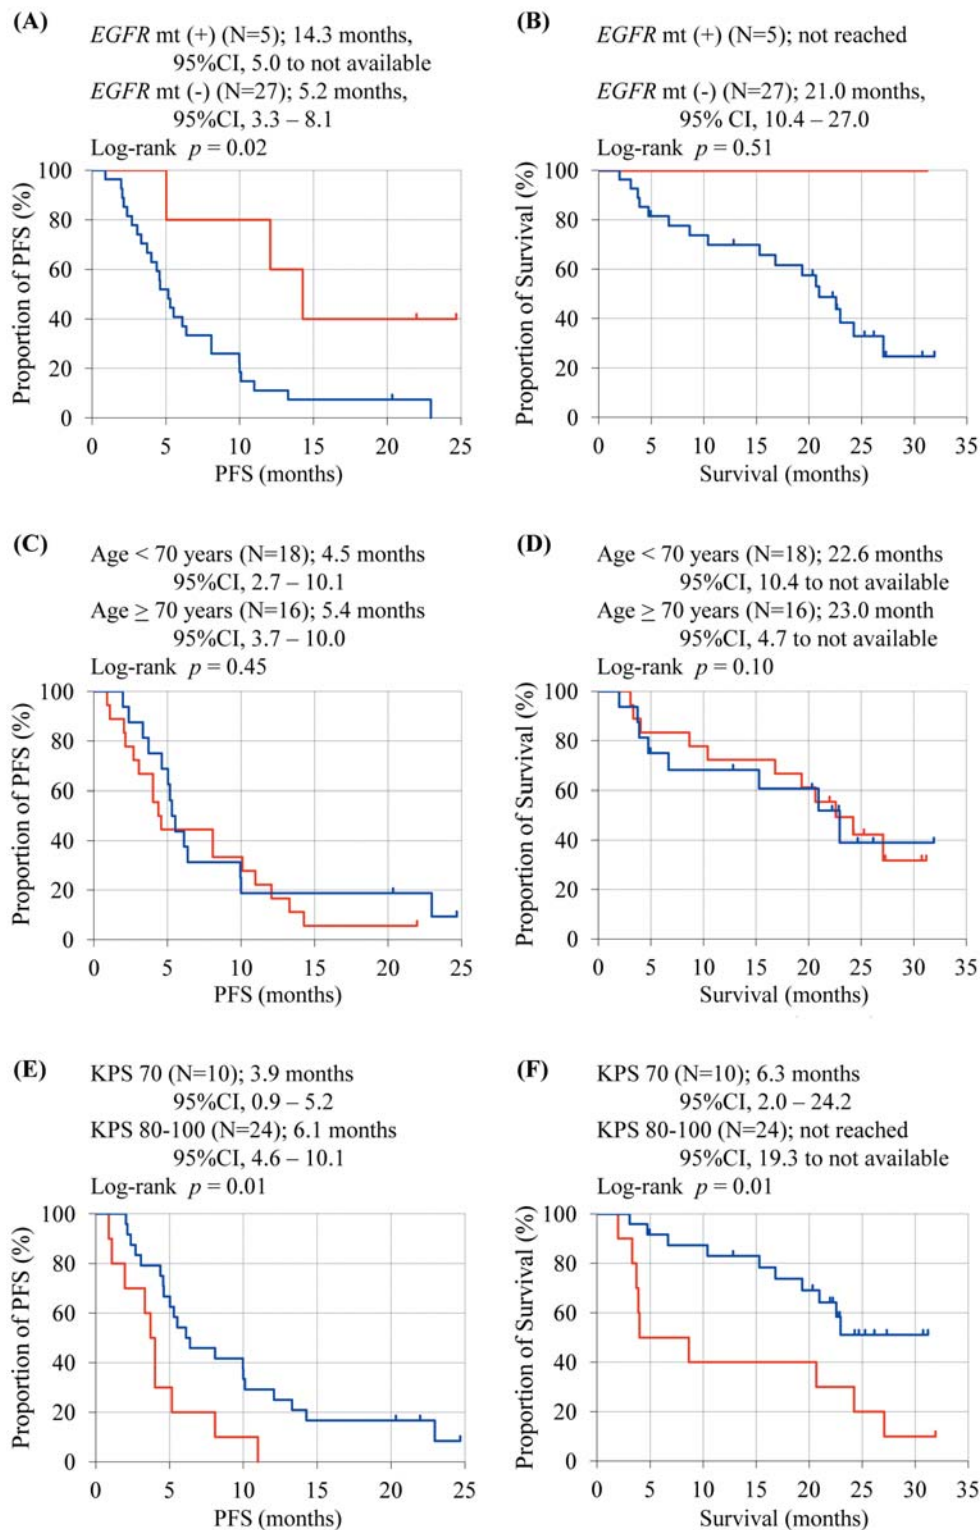 (A)
EGFR mt (+) (N=5); 14.3 months,
95%CI, 5.0 to not available
EGFR mt (-) (N=27); 5.2 months,
95%CI, 3.3 – 8.1
Log-rank p = 0.02
Proportion of PFS (%)
100
80
60
40
20
0
0 5 10 15 20 25
PFS (months)
(B)
EGFR mt (+) (N=5); not reached
EGFR mt (-) (N=27); 21.0 months,
95% CI, 10.4 – 27.0
Log-rank p = 0.51
Proportion of Survival (%)
100
80
60
40
20
0
0 5 10 15 20 25 30 35
Survival (months)
(C)
Age < 70 years (N=18); 4.5 months
95%CI, 2.7 – 10.1
Age ≥ 70 years (N=16); 5.4 months
95%CI, 3.7 – 10.0
Log-rank p = 0.45
Proportion of PFS (%)
100
80
60
40
20
0
0 5 10 15 20 25
PFS (months)
(D)
Age < 70 years (N=18); 22.6 months
95%CI, 10.4 to not available
Age ≥ 70 years (N=16); 23.0 month
95%CI, 4.7 to not available
Log-rank p = 0.10
Proportion of Survival (%)
100
80
60
40
20
0
0 5 10 15 20 25 30 35
Survival (months)
(E)
KPS 70 (N=10); 3.9 months
95%CI, 0.9 – 5.2
KPS 80-100 (N=24); 6.1 months
95%CI, 4.6 – 10.1
Log-rank p = 0.01
Proportion of PFS (%)
100
80
60
40
20
0
0 5 10 15 20 25
PFS (months)
(F)
KPS 70 (N=10); 6.3 months
95%CI, 2.0 – 24.2
KPS 80-100 (N=24); not reached
95%CI, 19.3 to not available
Log-rank p = 0.01
Proportion of Survival (%)
100
80
60
40
20
0
0 5 10 15 20 25 30 35
Survival (months)